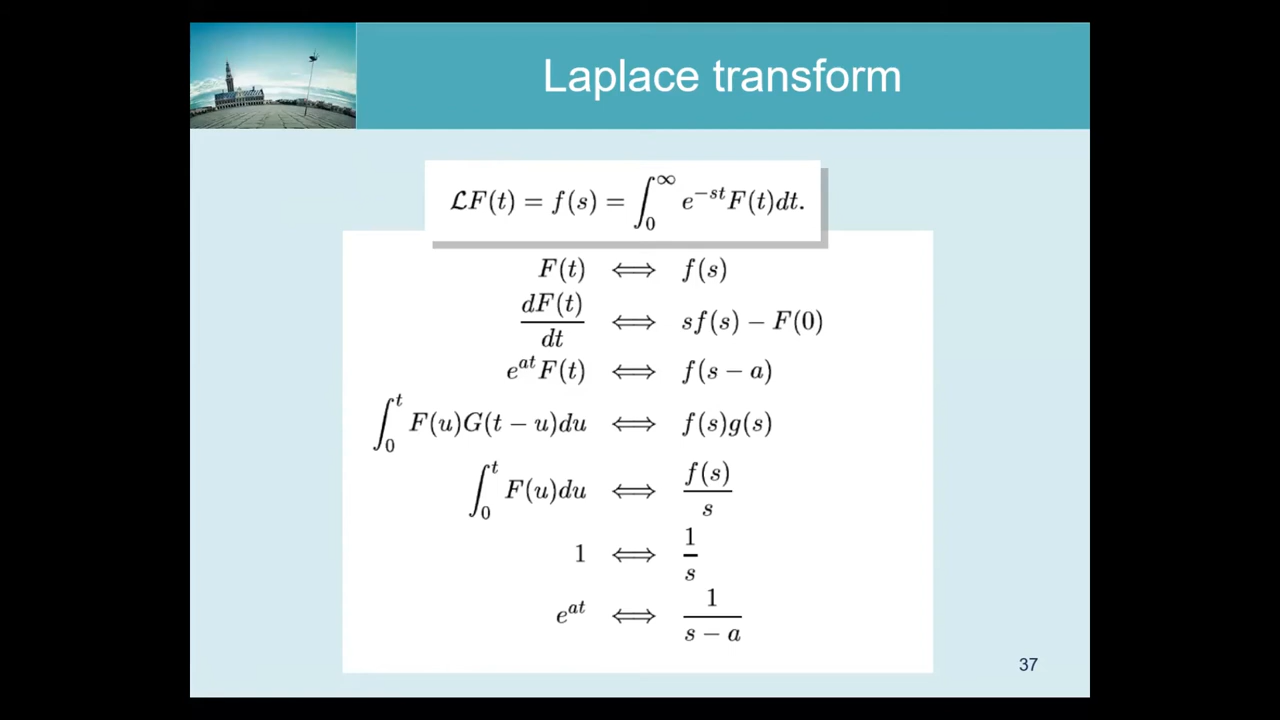 Laplace transform
ℒF(t) = f(s) = ∫₀^∞ e^{−st}F(t)dt.
F(t) ⟺ f(s)
dF(t)/dt ⟺ sf(s) − F(0)
e^{at}F(t) ⟺ f(s − a)
∫₀^t F(u)G(t − u)du ⟺ f(s)g(s)
∫₀^t F(u)du ⟺ f(s)/s
1 ⟺ 1/s
e^{at} ⟺ 1/(s − a)
37